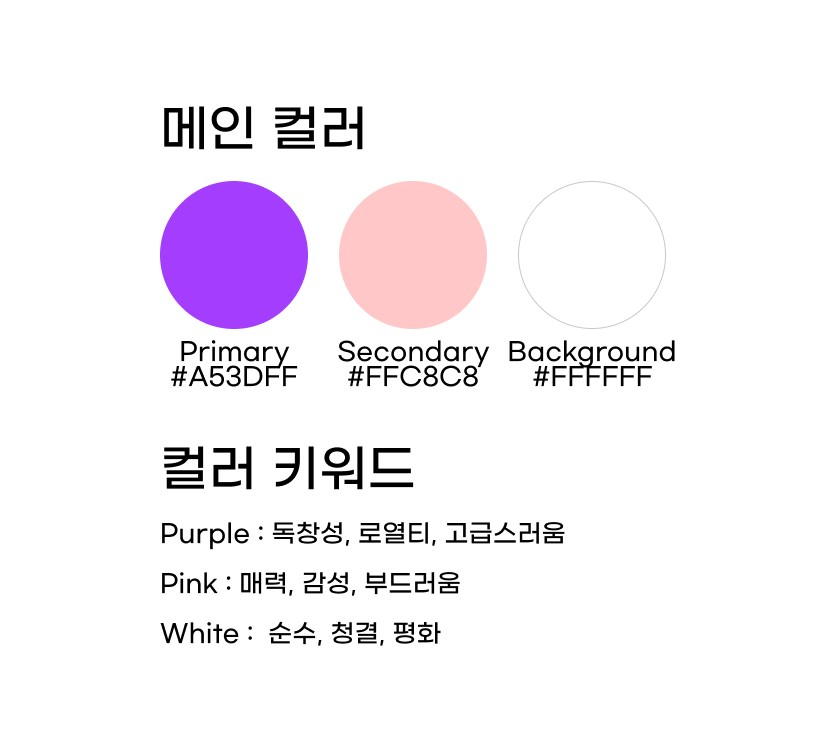 메인 컬러
Primary Secondary Background
#A53DFF #FFC8C8 #FFFFFF
컬러 키워드
Purple : 독창성, 로열티, 고급스러움
Pink : 매력, 감성, 부드러움
White :  순수, 청결, 평화